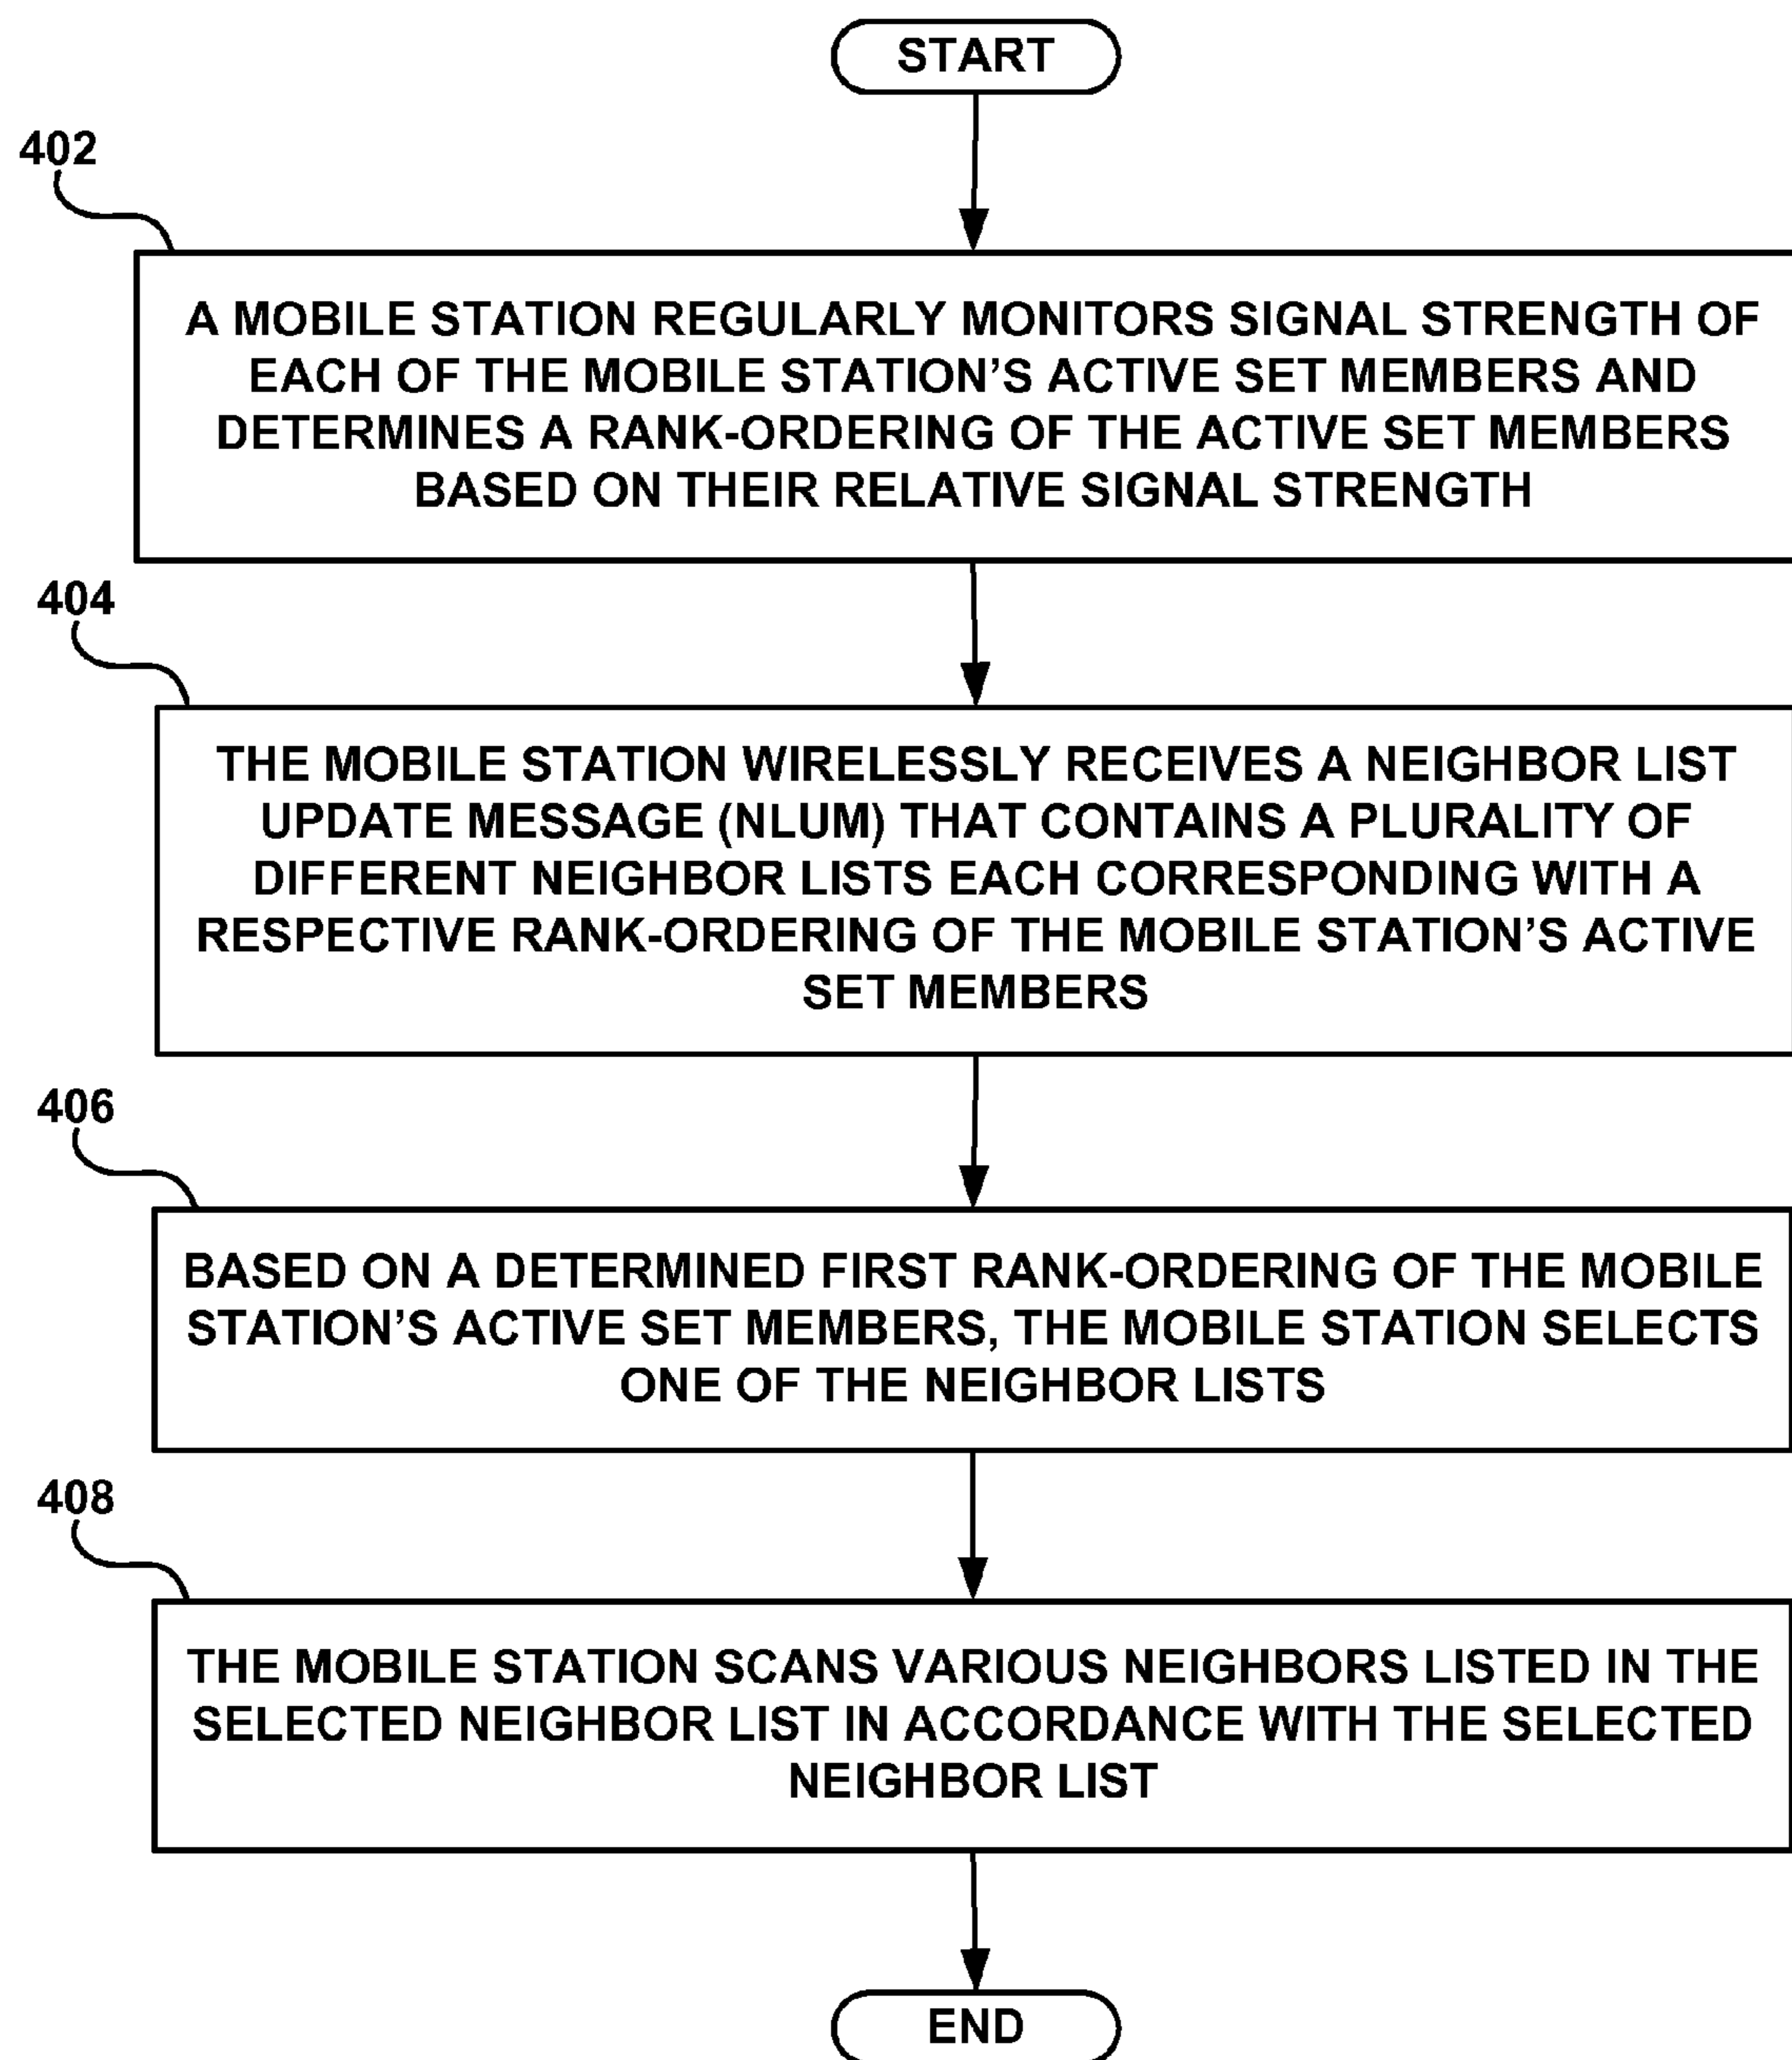 START
402
A MOBILE STATION REGULARLY MONITORS SIGNAL STRENGTH OF
EACH OF THE MOBILE STATION’S ACTIVE SET MEMBERS AND
DETERMINES A RANK-ORDERING OF THE ACTIVE SET MEMBERS
BASED ON THEIR RELATIVE SIGNAL STRENGTH
404
THE MOBILE STATION WIRELESSLY RECEIVES A NEIGHBOR LIST
UPDATE MESSAGE (NLUM) THAT CONTAINS A PLURALITY OF
DIFFERENT NEIGHBOR LISTS EACH CORRESPONDING WITH A
RESPECTIVE RANK-ORDERING OF THE MOBILE STATION’S ACTIVE
SET MEMBERS
406
BASED ON A DETERMINED FIRST RANK-ORDERING OF THE MOBILE
STATION’S ACTIVE SET MEMBERS, THE MOBILE STATION SELECTS
ONE OF THE NEIGHBOR LISTS
408
THE MOBILE STATION SCANS VARIOUS NEIGHBORS LISTED IN THE
SELECTED NEIGHBOR LIST IN ACCORDANCE WITH THE SELECTED
NEIGHBOR LIST
END